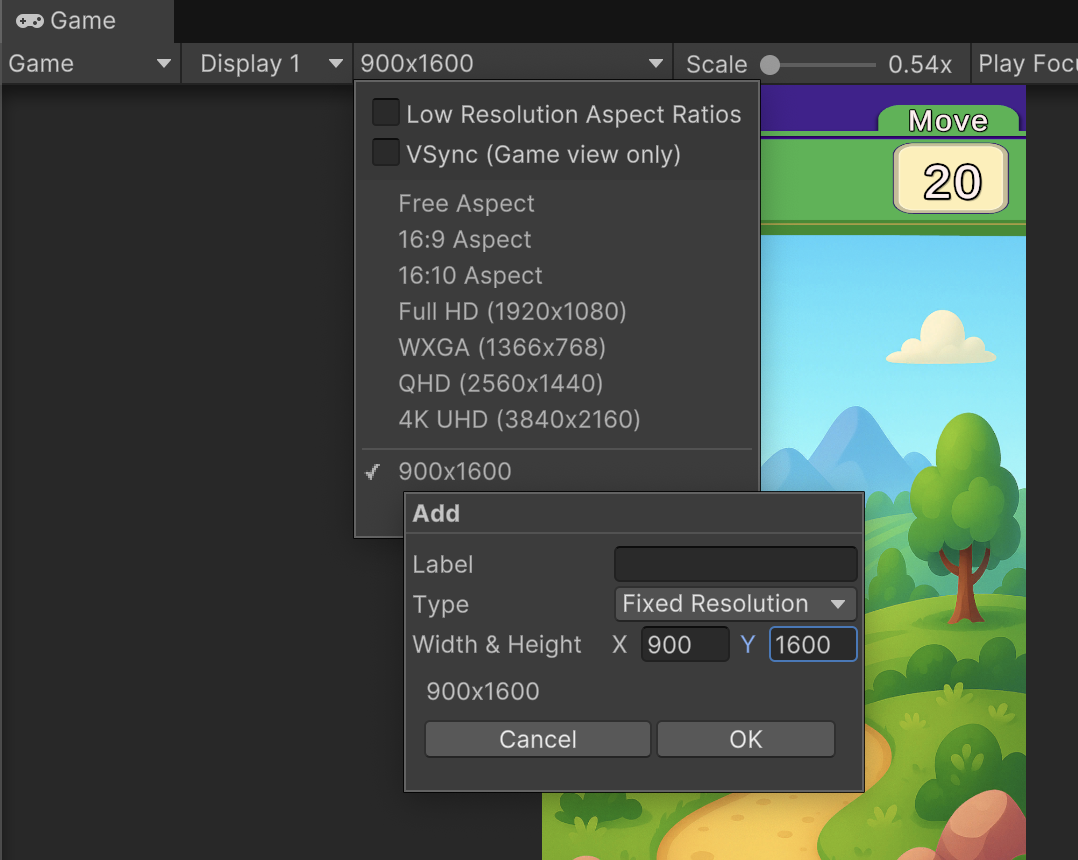 Game
Game Display 1 900x1600 Scale 0.54x Play Focu
Low Resolution Aspect Ratios
VSync (Game view only)
Free Aspect
16:9 Aspect
16:10 Aspect
Full HD (1920x1080)
WXGA (1366x768)
QHD (2560x1440)
4K UHD (3840x2160)
900x1600
Move
20
Add
Label
Type Fixed Resolution
Width & Height X 900 Y 1600
900x1600
Cancel OK